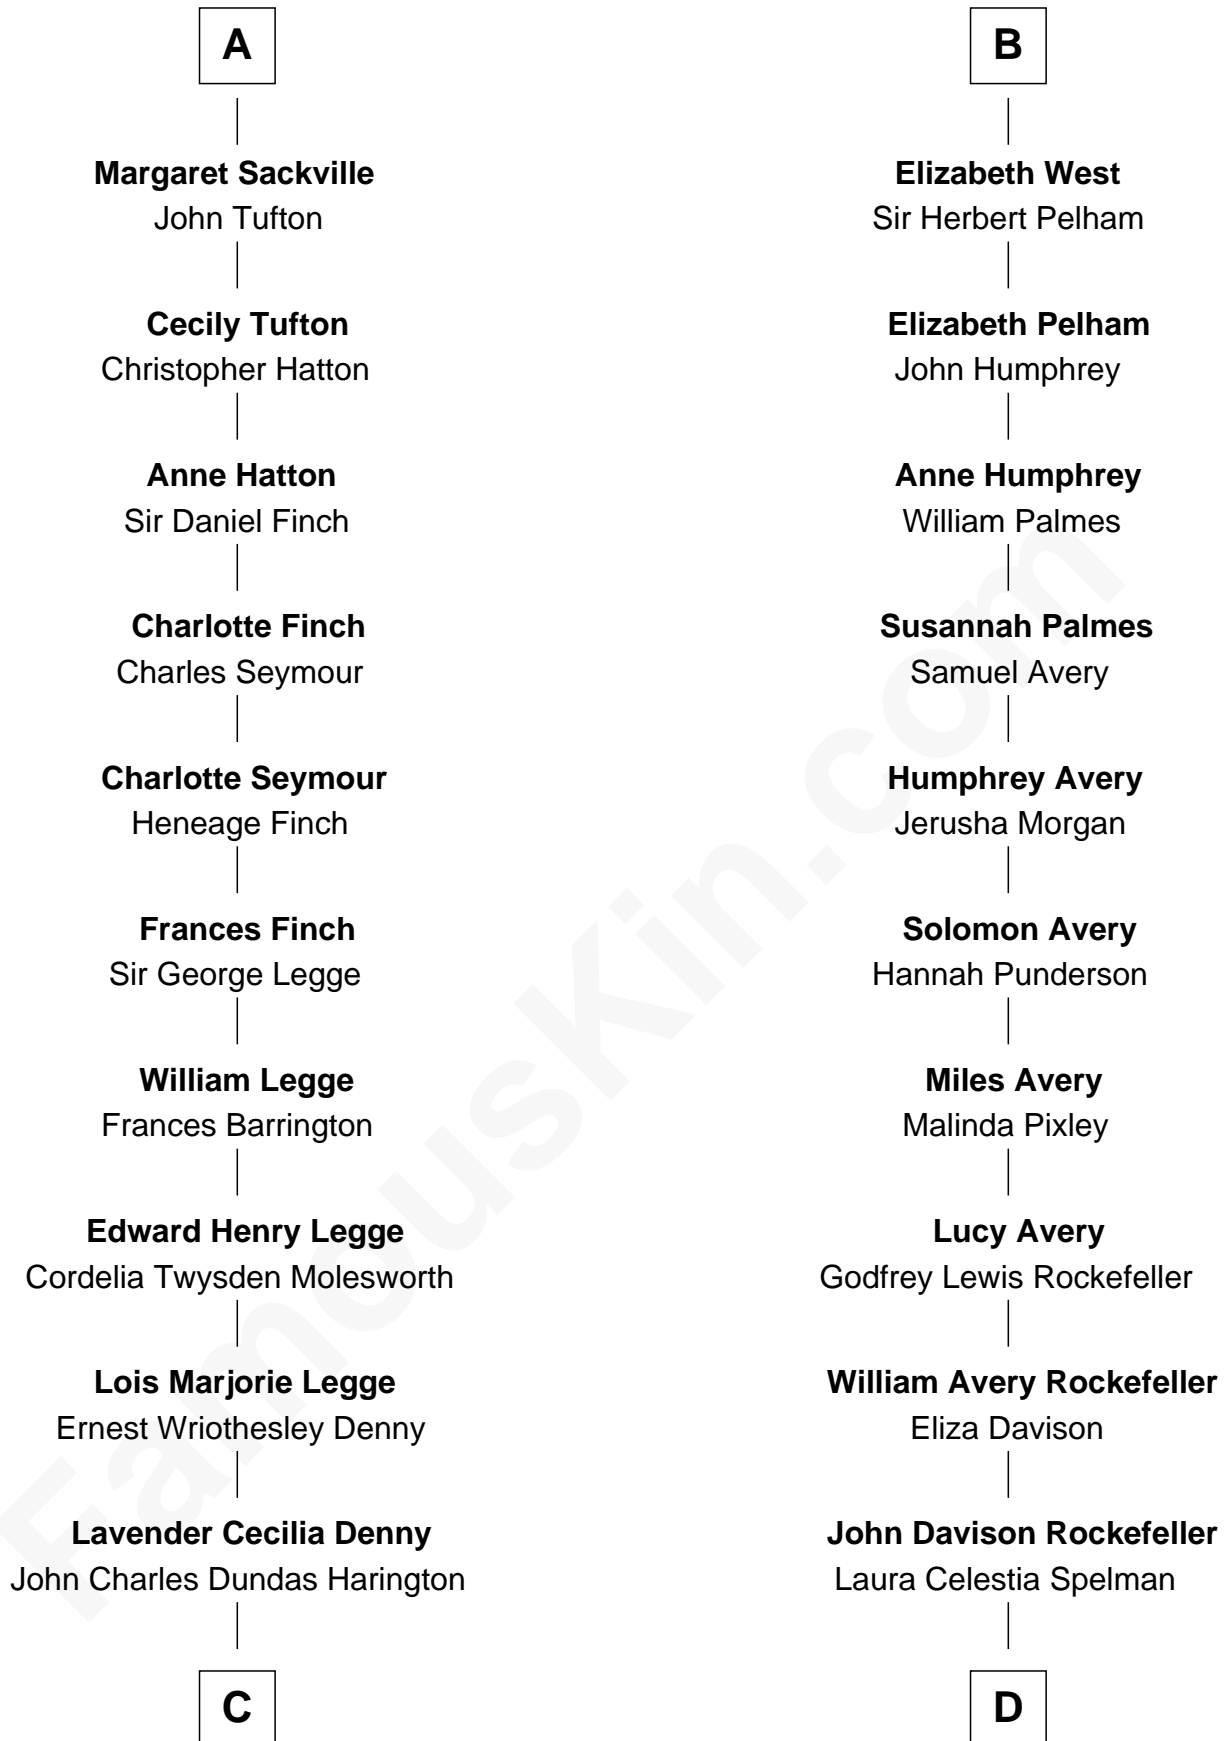 A
Margaret Sackville
John Tufton
Cecily Tufton
Christopher Hatton
Anne Hatton
Sir Daniel Finch
Charlotte Finch
Charles Seymour
Charlotte Seymour
Heneage Finch
Frances Finch
Sir George Legge
William Legge
Frances Barrington
Edward Henry Legge
Cordelia Twysden Molesworth
Lois Marjorie Legge
Ernest Wriothesley Denny
Lavender Cecilia Denny
John Charles Dundas Harington
C
B
Elizabeth West
Sir Herbert Pelham
Elizabeth Pelham
John Humphrey
Anne Humphrey
William Palmes
Susannah Palmes
Samuel Avery
Humphrey Avery
Jerusha Morgan
Solomon Avery
Hannah Punderson
Miles Avery
Malinda Pixley
Lucy Avery
Godfrey Lewis Rockefeller
William Avery Rockefeller
Eliza Davison
John Davison Rockefeller
Laura Celestia Spelman
D
FamousKin.com